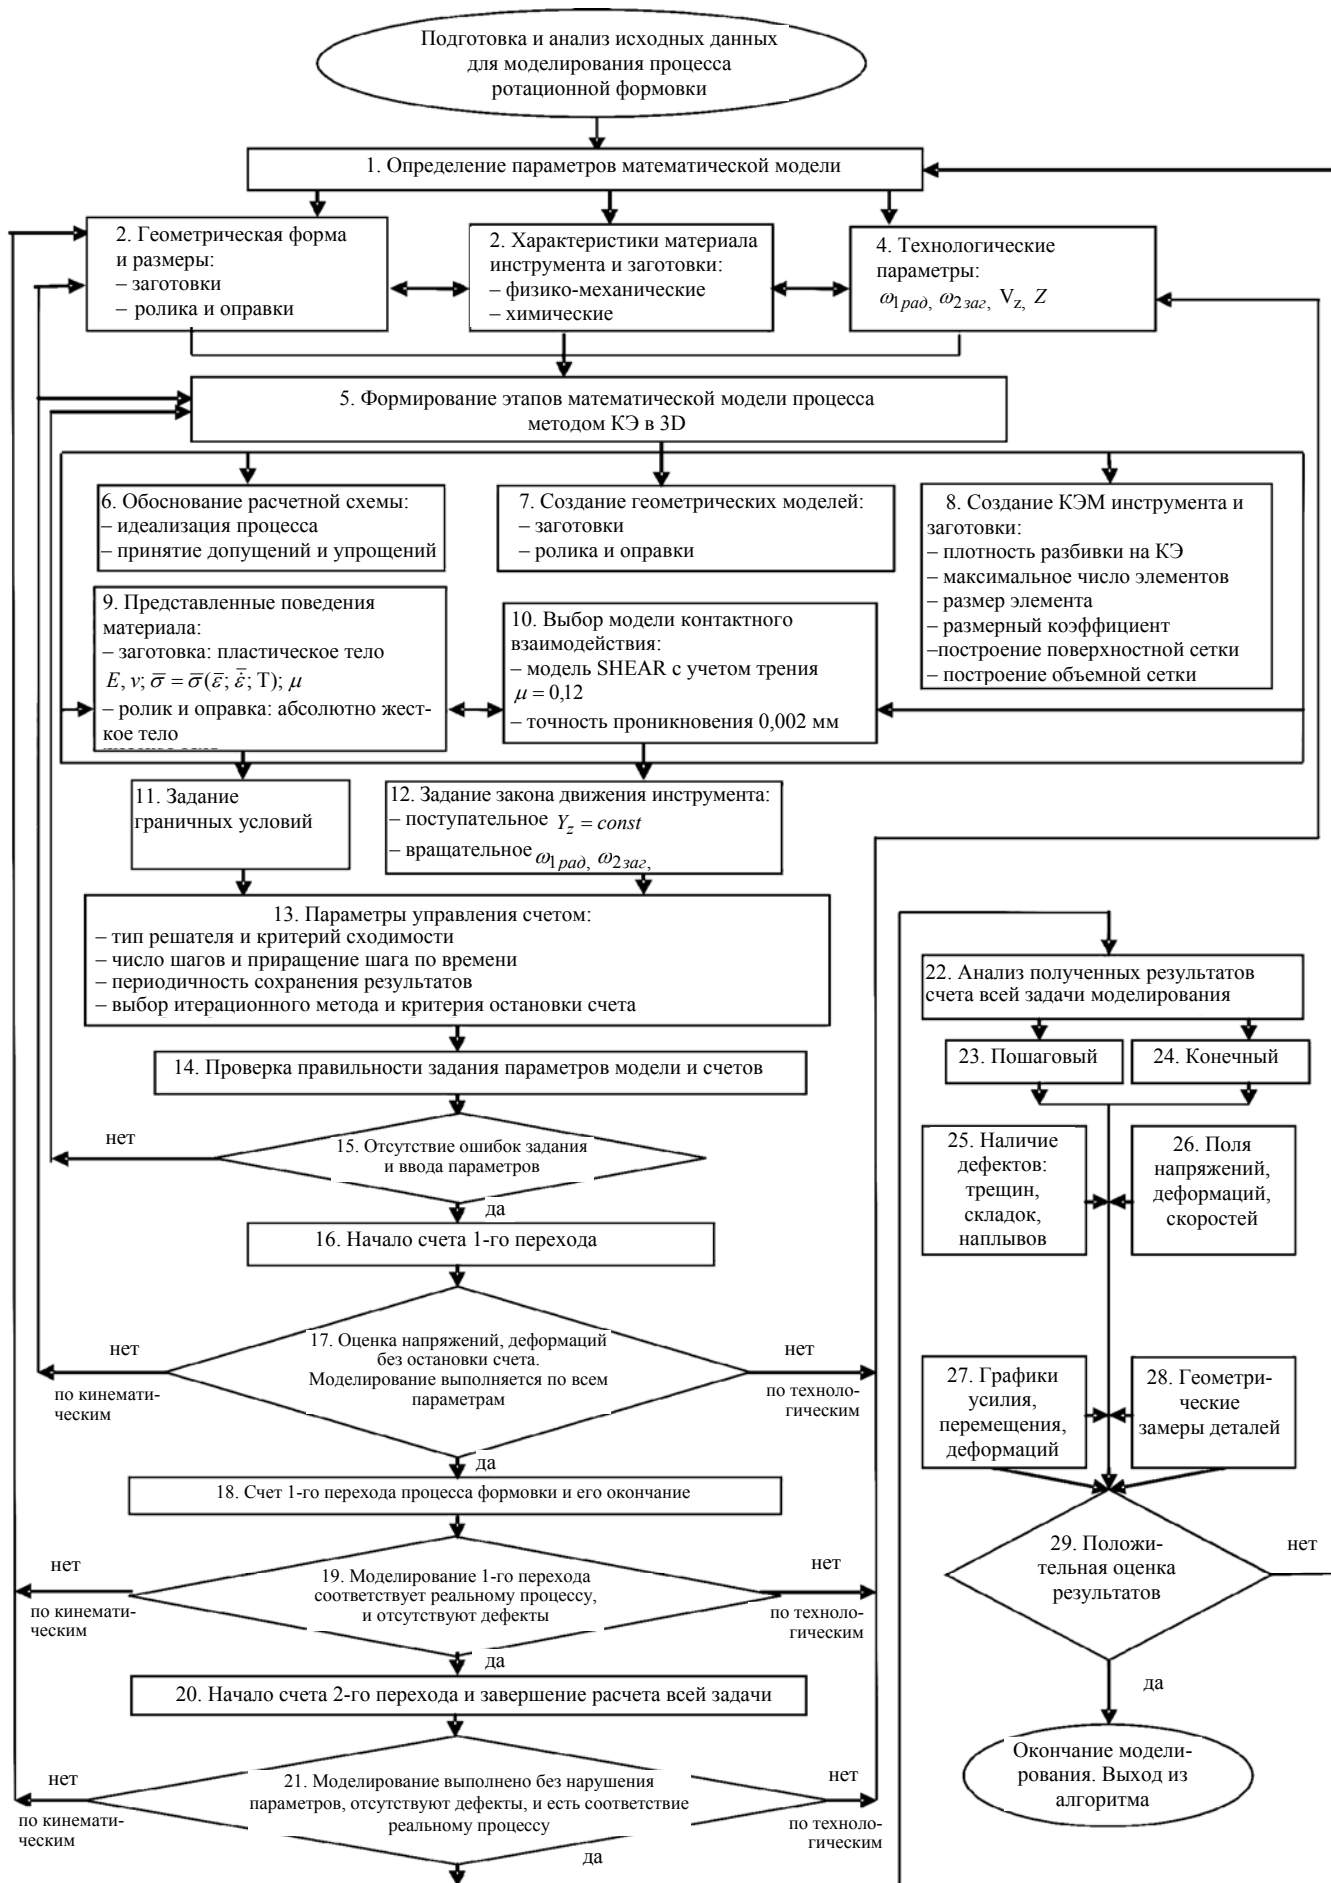 Подготовка и анализ исходных данных
для моделирования процесса
ротационной формовки
1. Определение параметров математической модели
2. Геометрическая форма
и размеры:
– заготовки
– ролика и оправки
2. Характеристики материала
инструмента и заготовки:
– физико-механические
– химические
4. Технологические
параметры:
ω1рад, ω2заг, Vz, Z
5. Формирование этапов математической модели процесса
методом КЭ в 3D
6. Обоснование расчетной схемы:
– идеализация процесса
– принятие допущений и упрощений
7. Создание геометрических моделей:
– заготовки
– ролика и оправки
8. Создание КЭМ инструмента и
заготовки:
– плотность разбивки на КЭ
– максимальное число элементов
– размер элемента
– размерный коэффициент
–построение поверхностной сетки
– построение объемной сетки
9. Представленные поведения
материала:
– заготовка: пластическое тело
E, ν; σ̅ = σ̅(ε̅; ε̅̇; T); μ
– ролик и оправка: абсолютно жест-
кое тело
10. Выбор модели контактного
взаимодействия:
– модель SHEAR с учетом трения
μ = 0,12
– точность проникновения 0,002 мм
11. Задание
граничных условий
12. Задание закона движения инструмента:
– поступательное Yz = const
– вращательное ω1рад, ω2заг,
13. Параметры управления счетом:
– тип решателя и критерий сходимости
– число шагов и приращение шага по времени
– периодичность сохранения результатов
– выбор итерационного метода и критерия остановки счета
14. Проверка правильности задания параметров модели и счетов
нет
15. Отсутствие ошибок задания
и ввода параметров
да
16. Начало счета 1-го перехода
нет
по кинемати-
ческим
17. Оценка напряжений, деформаций
без остановки счета.
Моделирование выполняется по всем
параметрам
нет
по техноло-
гическим
да
18. Счет 1-го перехода процесса формовки и его окончание
нет
по кинемати-
ческим
19. Моделирование 1-го перехода
соответствует реальному процессу,
и отсутствуют дефекты
нет
по техноло-
гическим
да
20. Начало счета 2-го перехода и завершение расчета всей задачи
нет
по кинемати-
ческим
21. Моделирование выполнено без нарушения
параметров, отсутствуют дефекты, и есть соответствие
реальному процессу
нет
по техноло-
гическим
да
22. Анализ полученных результатов
счета всей задачи моделирования
23. Пошаговый
24. Конечный
25. Наличие
дефектов:
трещин,
складок,
наплывов
26. Поля
напряжений,
деформаций,
скоростей
27. Графики
усилия,
перемещения,
деформаций
28. Геометри-
ческие
замеры деталей
29. Положи-
тельная оценка
результатов
нет
да
Окончание модели-
рования. Выход из
алгоритма